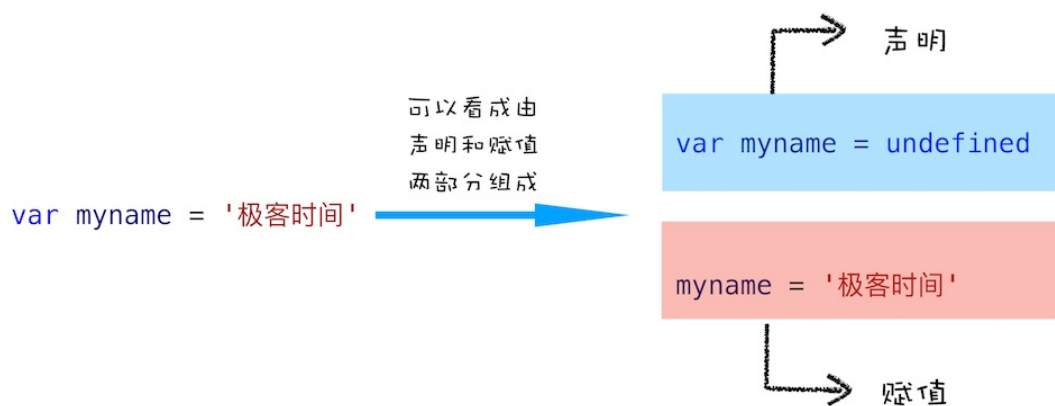 声明
可以看成由
声明和赋值
两部分组成
var myname = undefined
var myname = '极客时间'
myname = '极客时间'
赋值